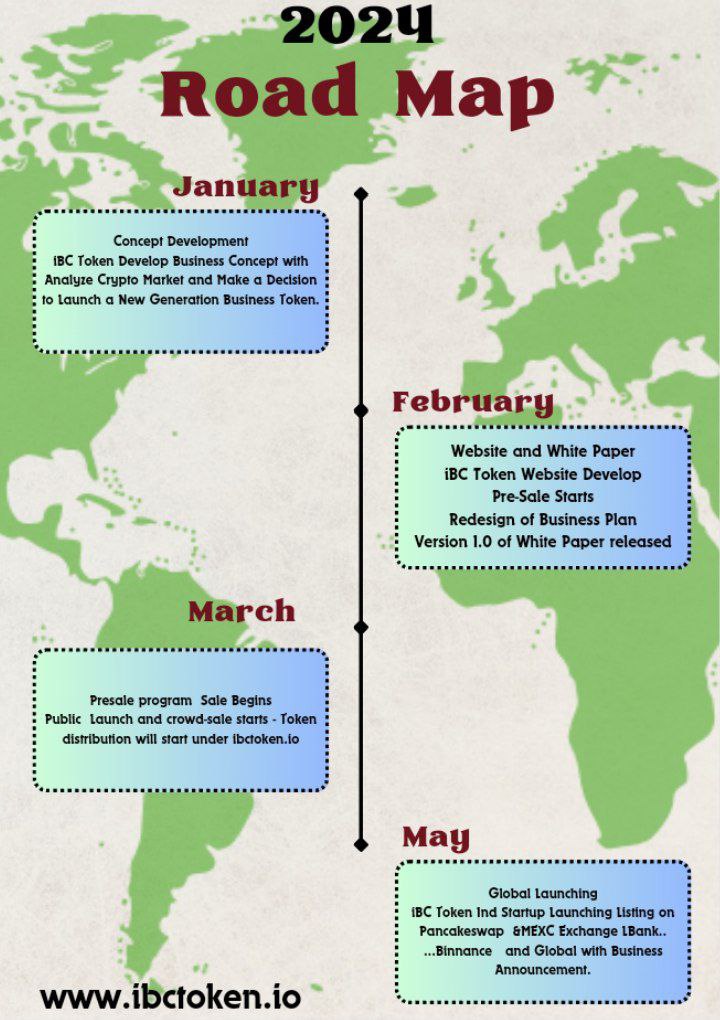 2024
Road Map
January
Concept Development
iBC Token Develop Business Concept with
Analyze Crypto Market and Make a Decision
to Launch a New Generation Business Token.
February
Website and White Paper
iBC Token Website Develop
Pre-Sale Starts
Redesign of Business Plan
Version 1.0 of White Paper released
March
Presale program Sale Begins
Public Launch and crowd-sale starts - Token
distribution will start under ibctoken.io
May
Global Launching
iBC Token Ind Startup Launching Listing on
Pancakeswap &MEXC Exchange LBank..
...Binnance and Global with Business
Announcement.
www.ibctoken.io